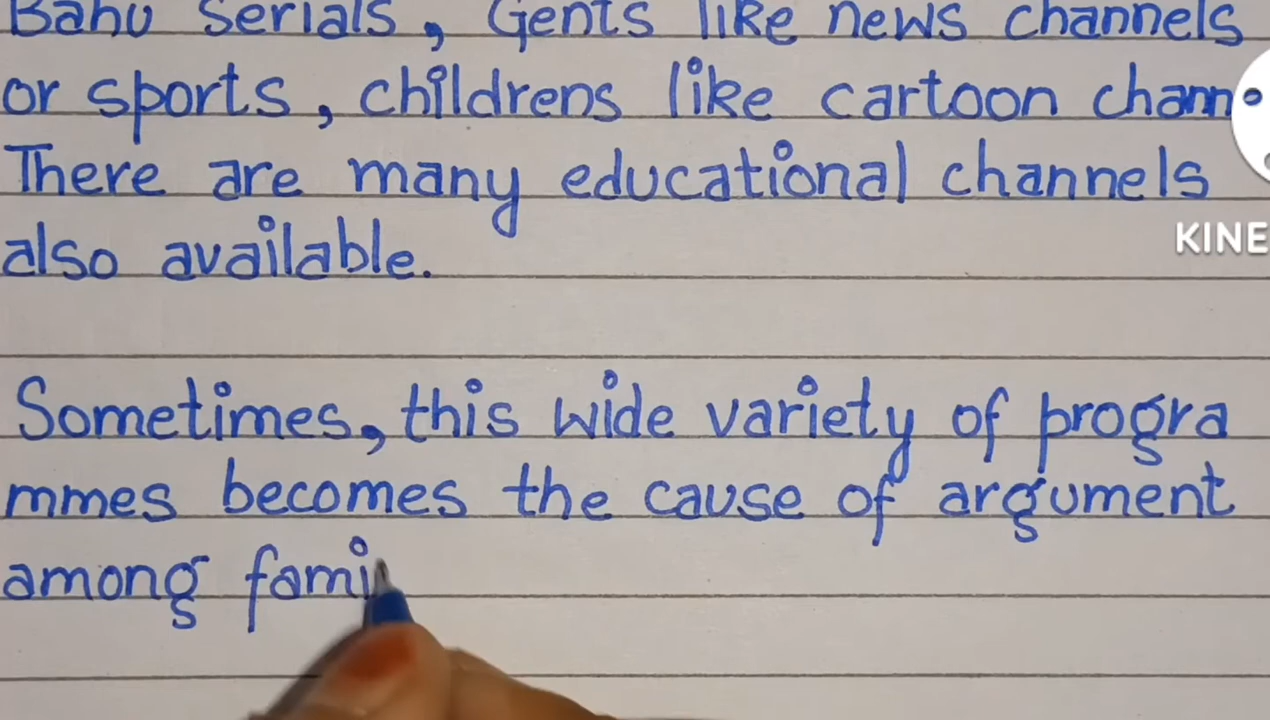 Bahu Serials, Gents like news channels
or sports, childrens like cartoon chann
There are many educational channels
also available.
KINE
Sometimes, this wide variety of progra
mmes becomes the cause of argument
among fami